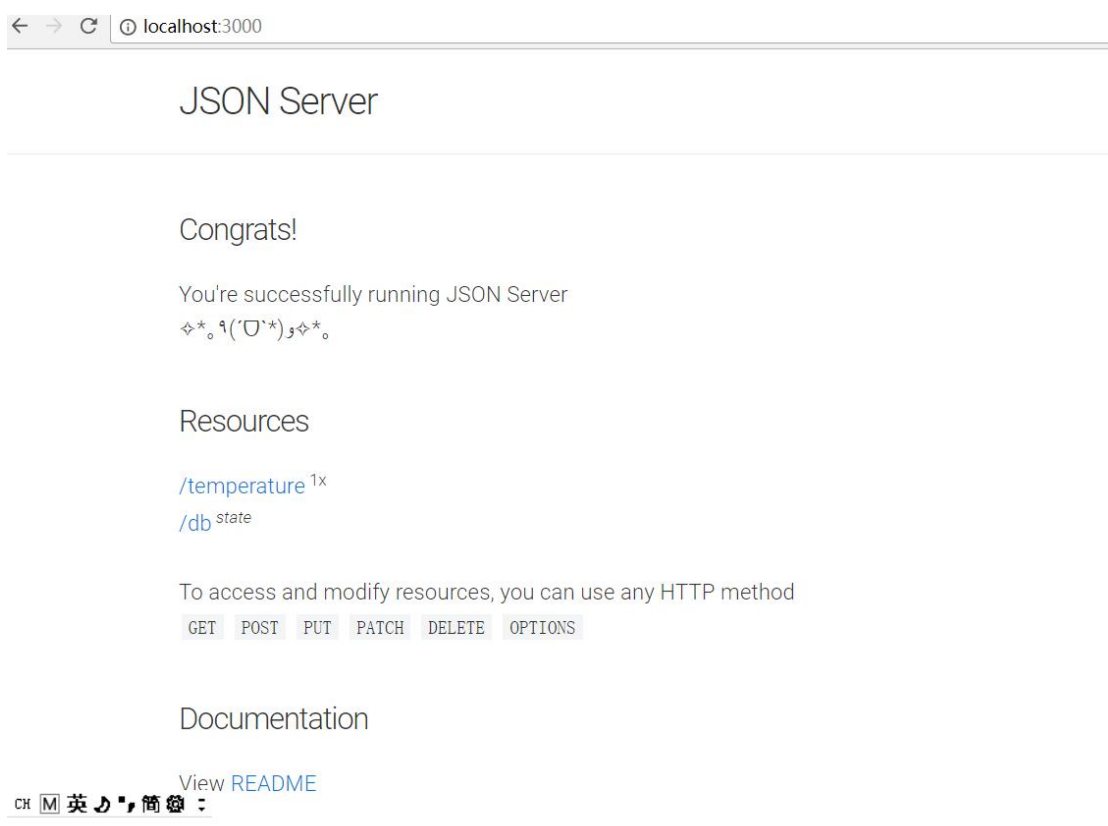 localhost:3000
JSON Server
Congrats!
You're successfully running JSON Server
✧*｡٩(ˊᗜˋ*)و✧*｡
Resources
/temperature 1x
/db state
To access and modify resources, you can use any HTTP method
GET POST PUT PATCH DELETE OPTIONS
Documentation
View README
CH M 英 简